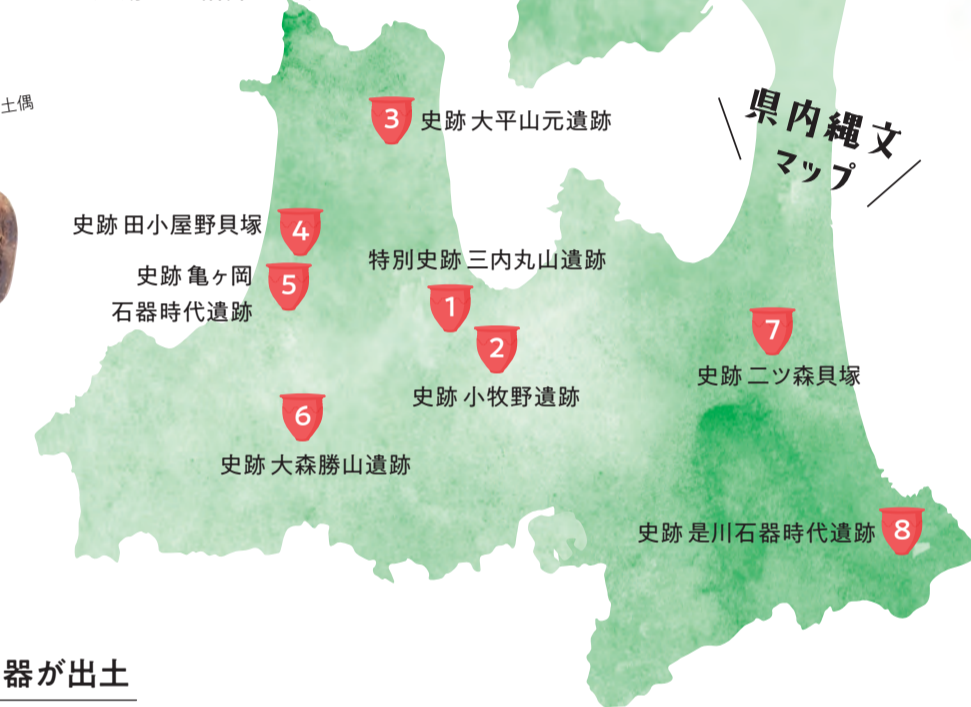 土偶
県内縄文
マップ
3 史跡 大平山元遺跡
史跡 田小屋野貝塚 4
史跡 亀ヶ岡 5
石器時代遺跡
特別史跡 三内丸山遺跡
1
2
史跡 小牧野遺跡
6
史跡 大森勝山遺跡
7
史跡 二ツ森貝塚
史跡 是川石器時代遺跡 8
器が出土